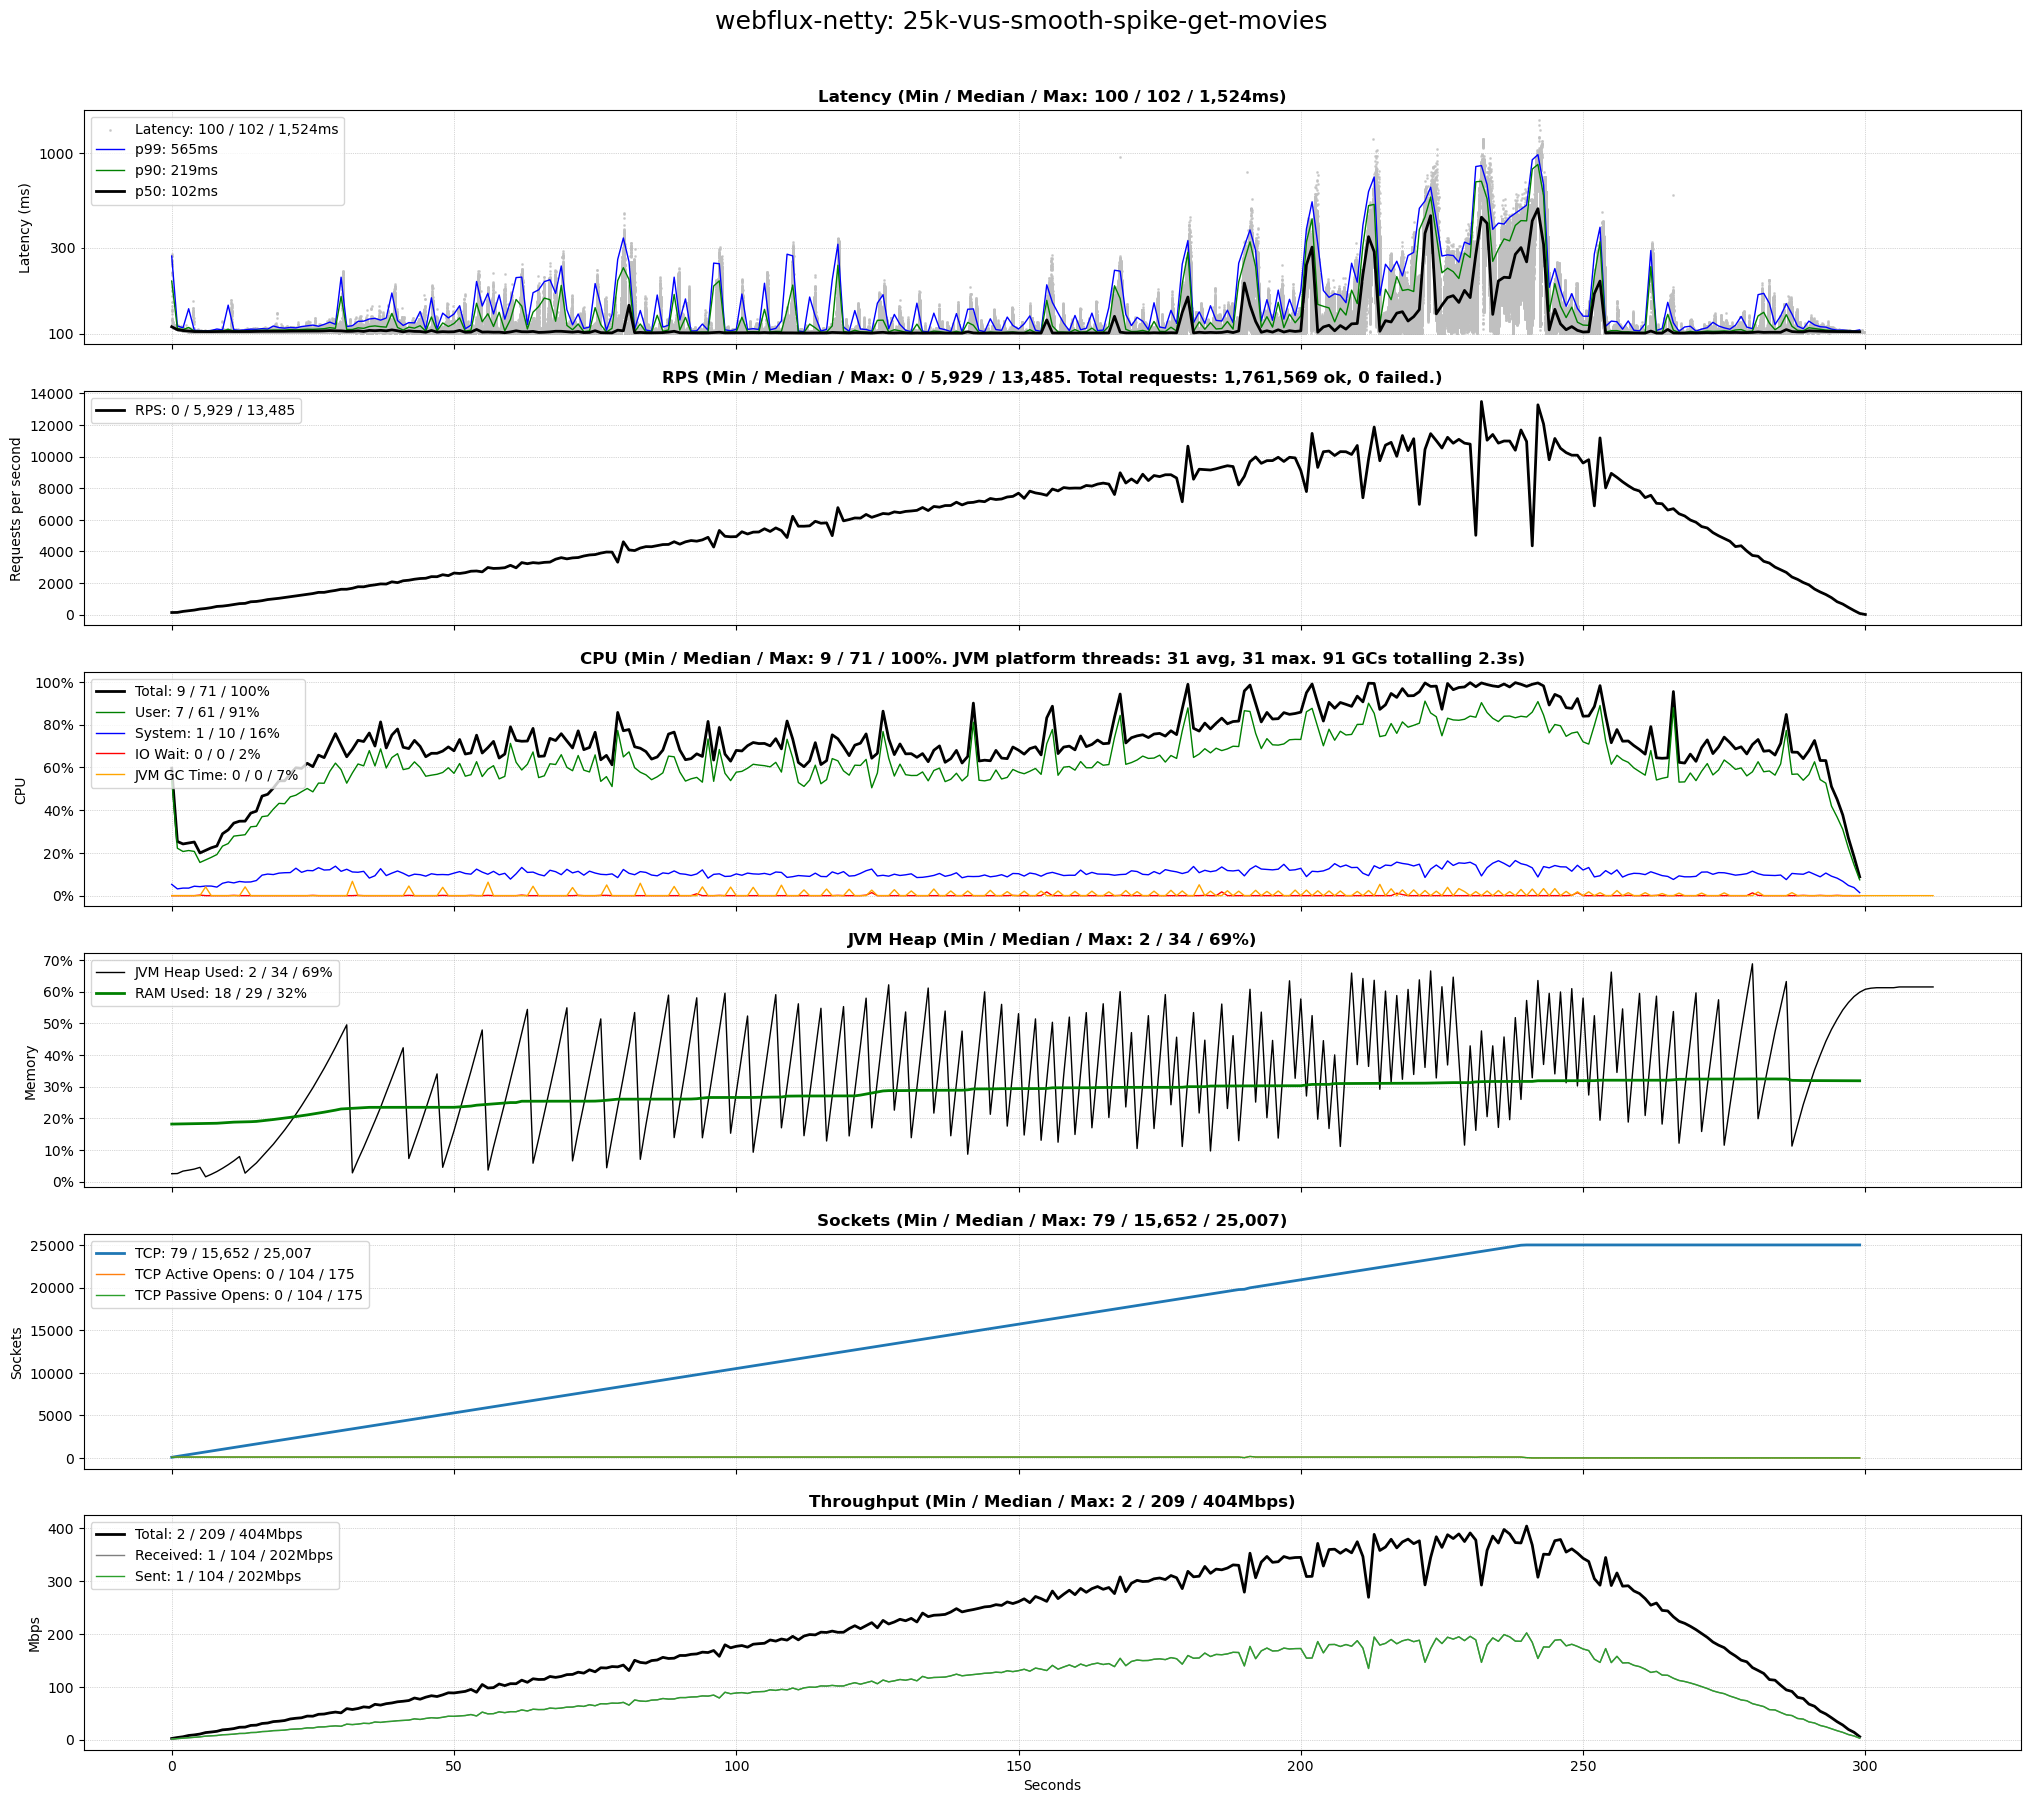 webflux-netty: 25k-vus-smooth-spike-get-movies
Latency (Min / Median / Max: 100 / 102 / 1,524ms)
Latency: 100 / 102 / 1,524ms
p99: 565ms
p90: 219ms
p50: 102ms
1000
300
100
Latency (ms)
RPS (Min / Median / Max: 0 / 5,929 / 13,485. Total requests: 1,761,569 ok, 0 failed.)
RPS: 0 / 5,929 / 13,485
14000
12000
10000
8000
6000
4000
2000
0
Requests per second
CPU (Min / Median / Max: 9 / 71 / 100%. JVM platform threads: 31 avg, 31 max. 91 GCs totalling 2.3s)
Total: 9 / 71 / 100%
User: 7 / 61 / 91%
System: 1 / 10 / 16%
IO Wait: 0 / 0 / 2%
JVM GC Time: 0 / 0 / 7%
100%
80%
60%
40%
20%
0%
CPU
JVM Heap (Min / Median / Max: 2 / 34 / 69%)
JVM Heap Used: 2 / 34 / 69%
RAM Used: 18 / 29 / 32%
70%
60%
50%
40%
30%
20%
10%
0%
Memory
Sockets (Min / Median / Max: 79 / 15,652 / 25,007)
TCP: 79 / 15,652 / 25,007
TCP Active Opens: 0 / 104 / 175
TCP Passive Opens: 0 / 104 / 175
25000
20000
15000
10000
5000
0
Sockets
Throughput (Min / Median / Max: 2 / 209 / 404Mbps)
Total: 2 / 209 / 404Mbps
Received: 1 / 104 / 202Mbps
Sent: 1 / 104 / 202Mbps
400
300
200
100
0
Mbps
0 50 100 150 200 250 300
Seconds